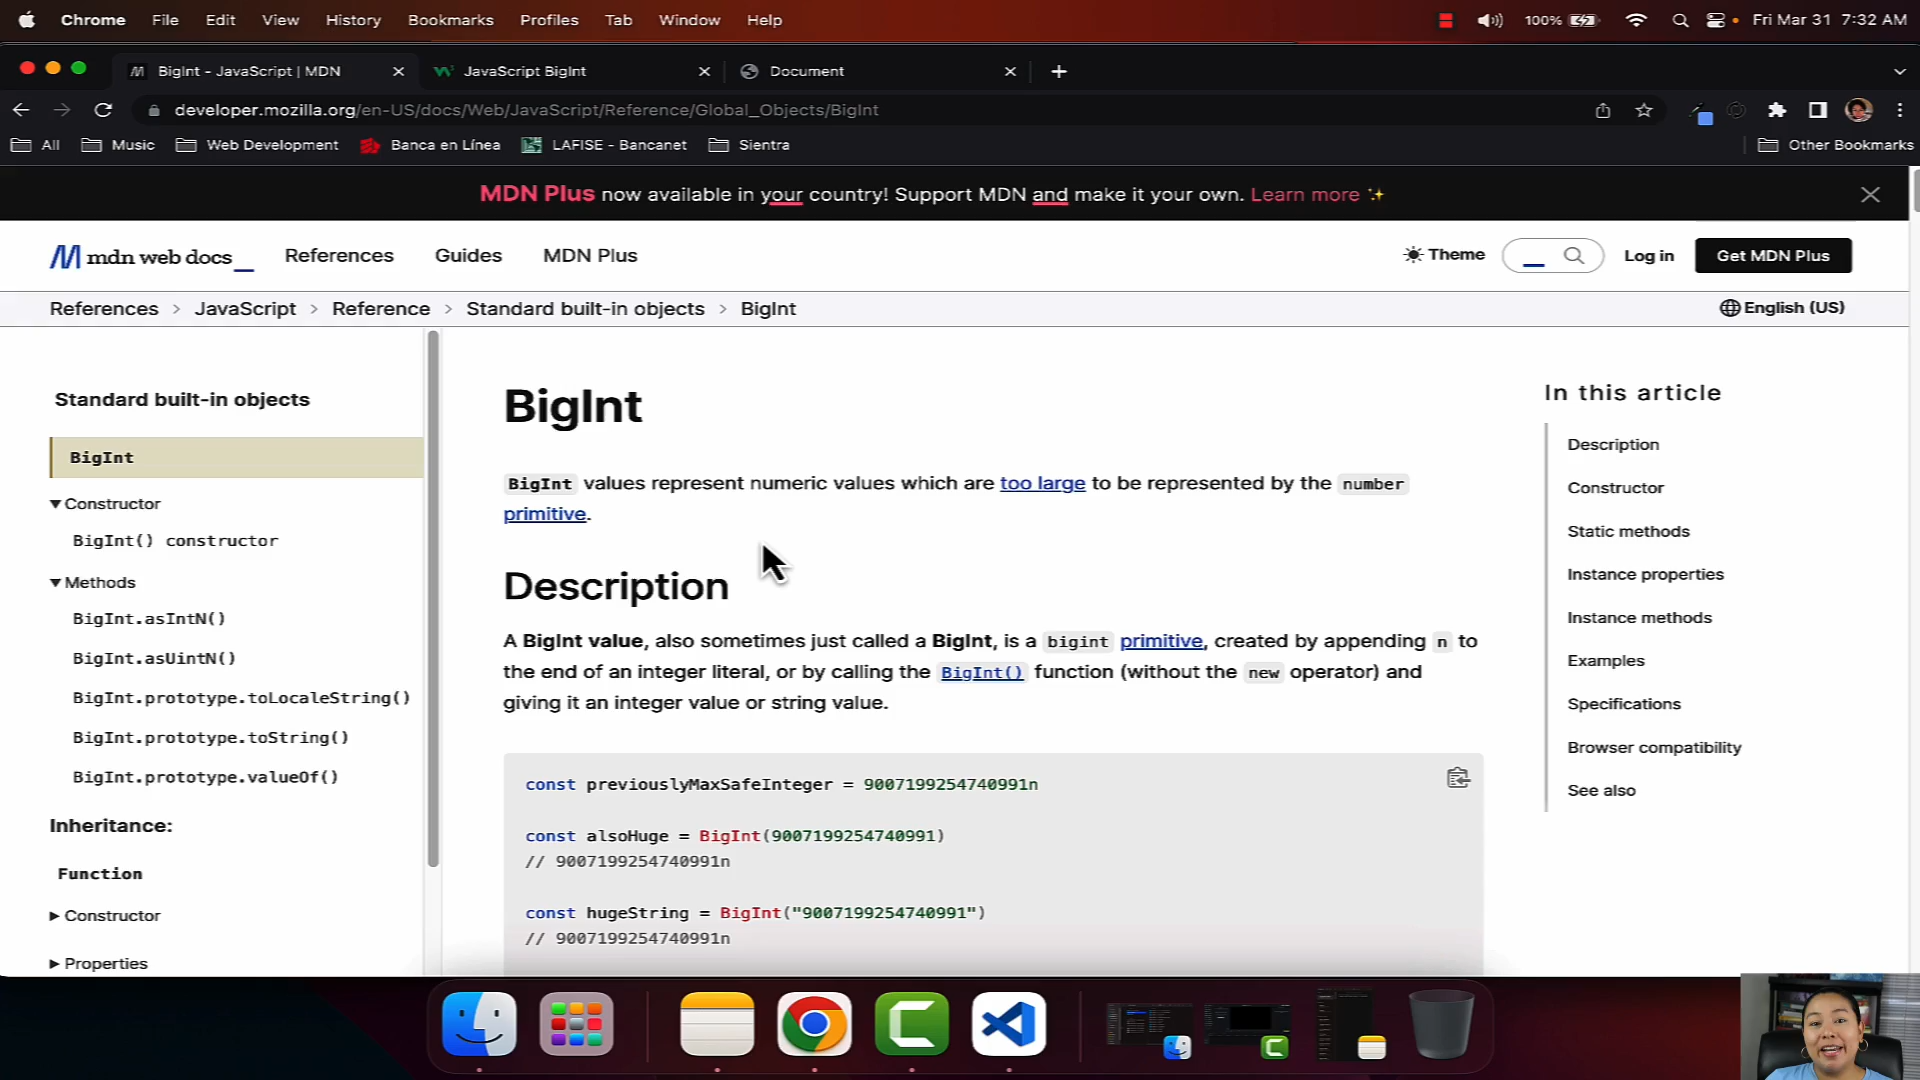 Chrome File Edit View History Bookmarks Profiles Tab Window Help 100% Fri Mar 31 7:32 AM
BigInt - JavaScript | MDN JavaScript BigInt Document
developer.mozilla.org/en-US/docs/Web/JavaScript/Reference/Global_Objects/BigInt
All Music Web Development Banca en Línea LAFISE - Bancanet Sientra Other Bookmarks
MDN Plus now available in your country! Support MDN and make it your own. Learn more ✨
mdn web docs_ References Guides MDN Plus Theme Log in Get MDN Plus
References > JavaScript > Reference > Standard built-in objects > BigInt English (US)
Standard built-in objects
BigInt
Constructor
BigInt() constructor
Methods
BigInt.asIntN()
BigInt.asUintN()
BigInt.prototype.toLocaleString()
BigInt.prototype.toString()
BigInt.prototype.valueOf()
Inheritance:
Function
Constructor
Properties
BigInt
BigInt values represent numeric values which are too large to be represented by the number
primitive.
Description
A BigInt value, also sometimes just called a BigInt, is a bigint primitive, created by appending n to
the end of an integer literal, or by calling the BigInt() function (without the new operator) and
giving it an integer value or string value.
const previouslyMaxSafeInteger = 9007199254740991n
const alsoHuge = BigInt(9007199254740991)
// 9007199254740991n
const hugeString = BigInt("9007199254740991")
// 9007199254740991n
In this article
Description
Constructor
Static methods
Instance properties
Instance methods
Examples
Specifications
Browser compatibility
See also